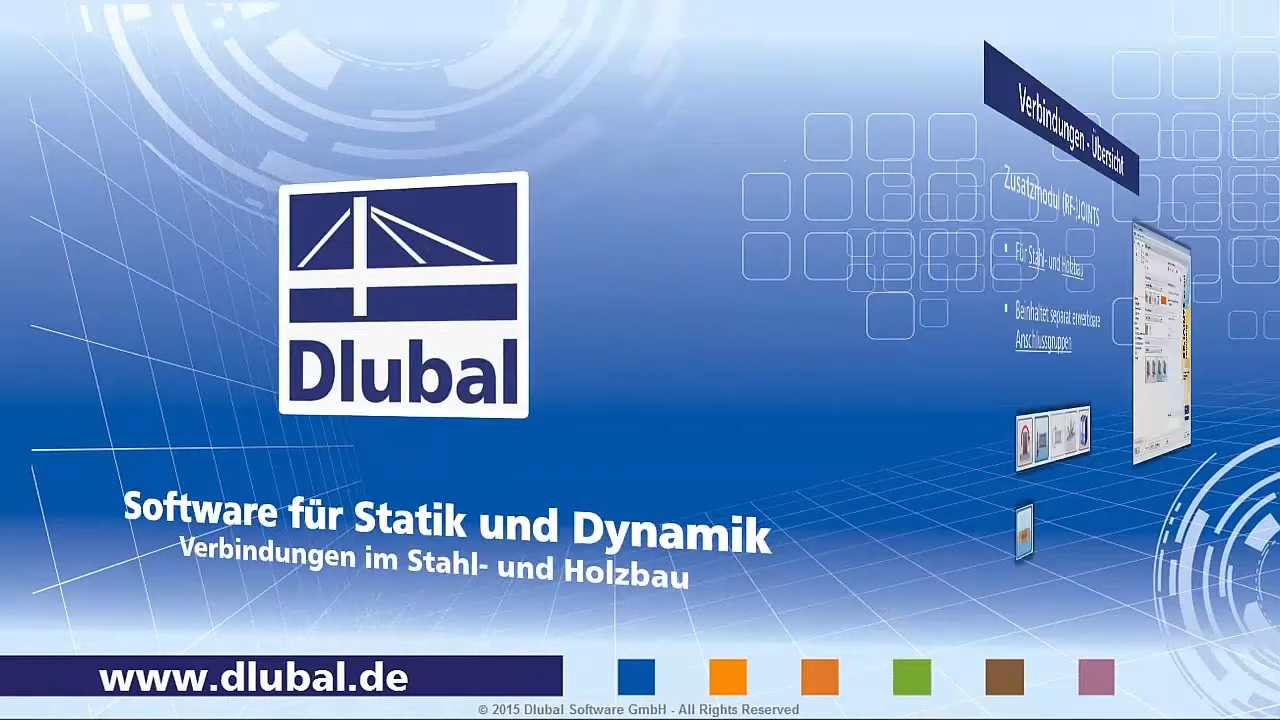 Dlubal
Software für Statik und Dynamik
Verbindungen im Stahl- und Holzbau
Verbindungen - Übersicht
Zusatzmodul (RF-)JOINTS
Für Stahl- und Holzbau
Beinhaltet separat erwerbbare
Anschlussgruppen
www.dlubal.de
© 2015 Dlubal Software GmbH - All Rights Reserved